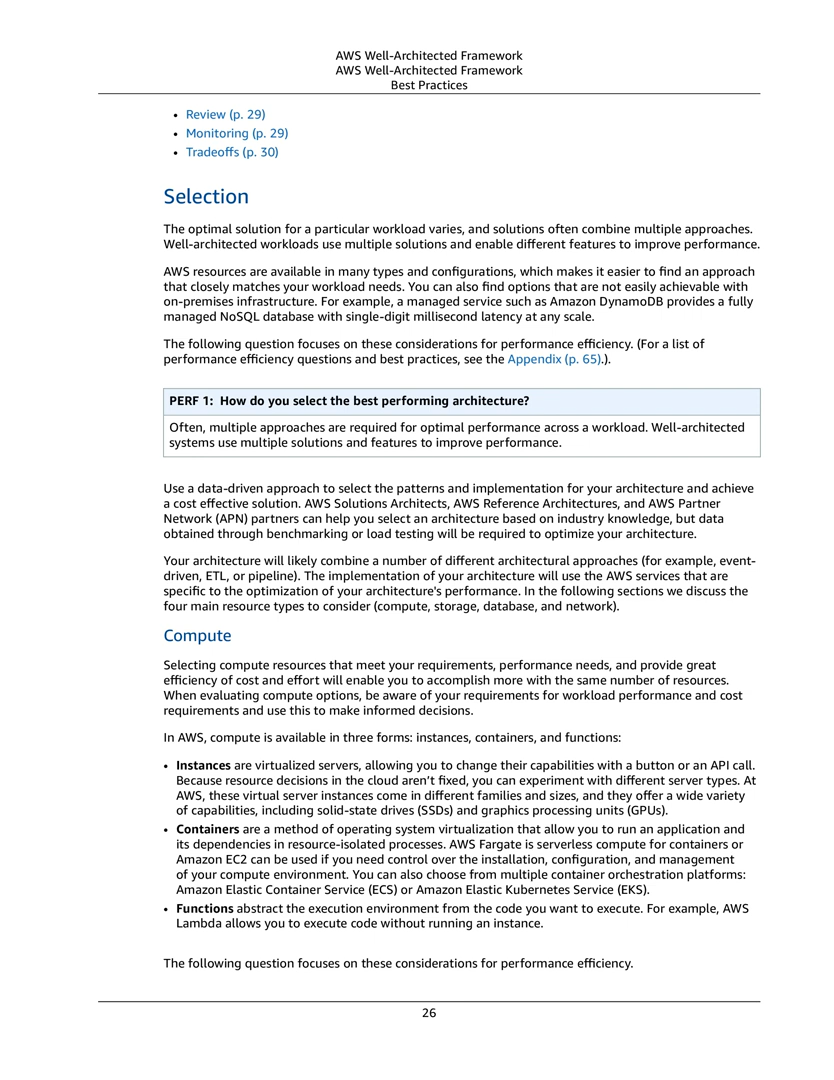 AWS Well-Architected Framework
AWS Well-Architected Framework
Best Practices
• Review (p. 29)
• Monitoring (p. 29)
• Tradeoffs (p. 30)
Selection
The optimal solution for a particular workload varies, and solutions often combine multiple approaches.
Well-architected workloads use multiple solutions and enable different features to improve performance.
AWS resources are available in many types and configurations, which makes it easier to find an approach
that closely matches your workload needs. You can also find options that are not easily achievable with
on-premises infrastructure. For example, a managed service such as Amazon DynamoDB provides a fully
managed NoSQL database with single-digit millisecond latency at any scale.
The following question focuses on these considerations for performance efficiency. (For a list of
performance efficiency questions and best practices, see the Appendix (p. 65).).
PERF 1:  How do you select the best performing architecture?
Often, multiple approaches are required for optimal performance across a workload. Well-architected
systems use multiple solutions and features to improve performance.
Use a data-driven approach to select the patterns and implementation for your architecture and achieve
a cost effective solution. AWS Solutions Architects, AWS Reference Architectures, and AWS Partner
Network (APN) partners can help you select an architecture based on industry knowledge, but data
obtained through benchmarking or load testing will be required to optimize your architecture.
Your architecture will likely combine a number of different architectural approaches (for example, event-
driven, ETL, or pipeline). The implementation of your architecture will use the AWS services that are
specific to the optimization of your architecture's performance. In the following sections we discuss the
four main resource types to consider (compute, storage, database, and network).
Compute
Selecting compute resources that meet your requirements, performance needs, and provide great
efficiency of cost and effort will enable you to accomplish more with the same number of resources.
When evaluating compute options, be aware of your requirements for workload performance and cost
requirements and use this to make informed decisions.
In AWS, compute is available in three forms: instances, containers, and functions:
• Instances are virtualized servers, allowing you to change their capabilities with a button or an API call.
Because resource decisions in the cloud aren’t fixed, you can experiment with different server types. At
AWS, these virtual server instances come in different families and sizes, and they offer a wide variety
of capabilities, including solid-state drives (SSDs) and graphics processing units (GPUs).
• Containers are a method of operating system virtualization that allow you to run an application and
its dependencies in resource-isolated processes. AWS Fargate is serverless compute for containers or
Amazon EC2 can be used if you need control over the installation, configuration, and management
of your compute environment. You can also choose from multiple container orchestration platforms:
Amazon Elastic Container Service (ECS) or Amazon Elastic Kubernetes Service (EKS).
• Functions abstract the execution environment from the code you want to execute. For example, AWS
Lambda allows you to execute code without running an instance.
The following question focuses on these considerations for performance efficiency.
26